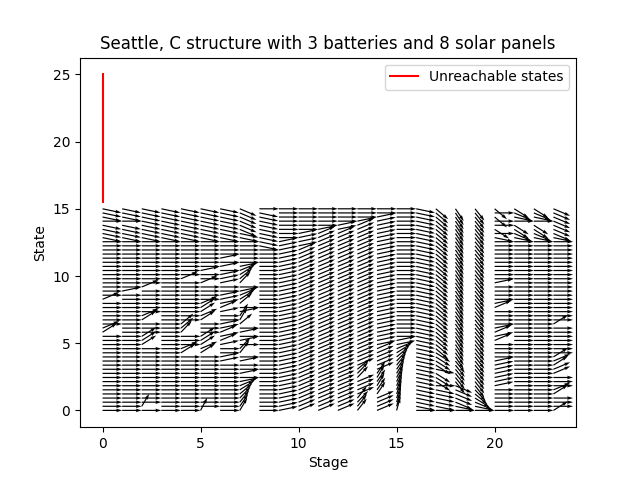 Seattle, C structure with 3 batteries and 8 solar panels
Unreachable states
25
20
15
10
5
0
State
0 5 10 15 20
Stage